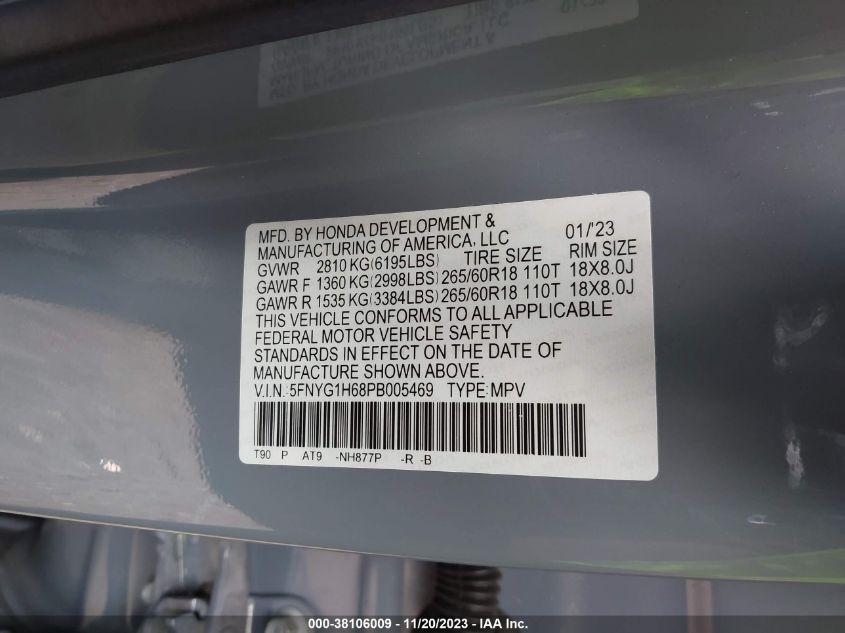 MFD. BY HONDA DEVELOPMENT & 01/'23
MANUFACTURING OF AMERICA, LLC
GVWR 2810 KG(6195LBS) TIRE SIZE RIM SIZE
GAWR F 1360 KG(2998LBS) 265/60R18 110T 18X8.0J
GAWR R 1535 KG(3384LBS) 265/60R18 110T 18X8.0J
THIS VEHICLE CONFORMS TO ALL APPLICABLE
FEDERAL MOTOR VEHICLE SAFETY
STANDARDS IN EFFECT ON THE DATE OF
MANUFACTURE SHOWN ABOVE.
V.I.N.:5FNYG1H68PB005469 TYPE:MPV
T90 P AT9 -NH877P -R -B
000-38106009 — 11/20/2023 — IAA Inc.